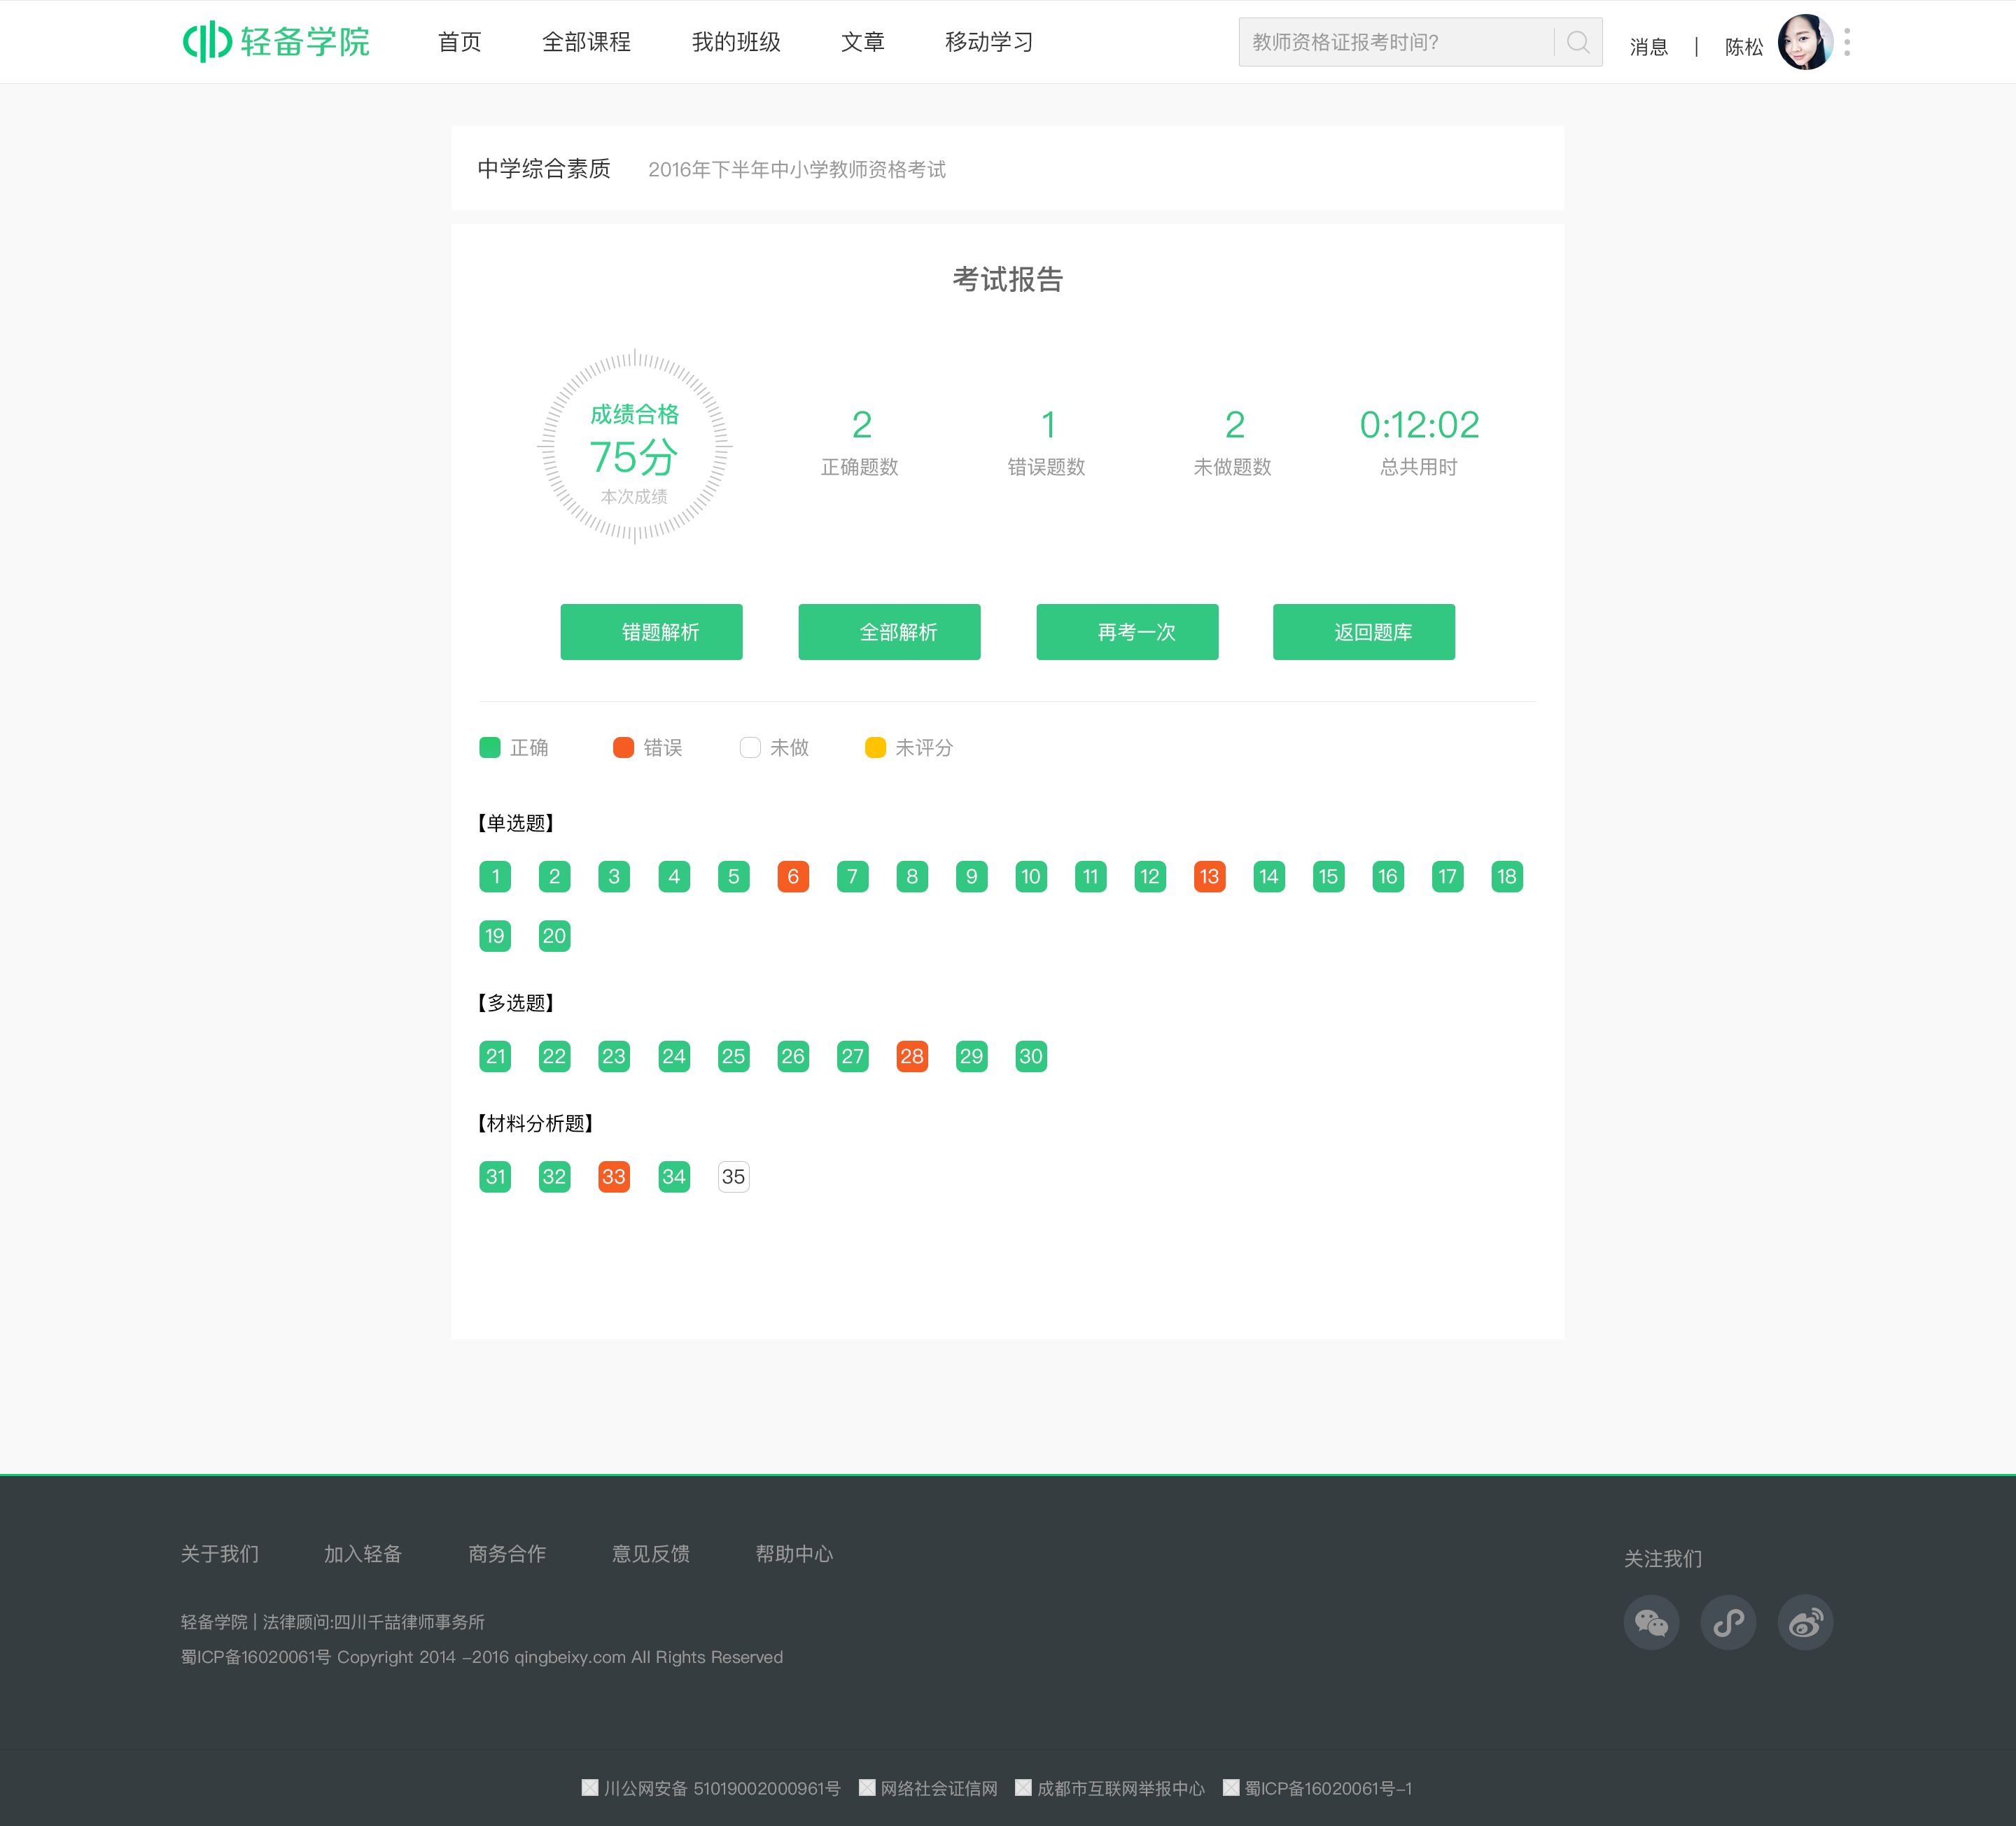 轻备学院 首页 全部课程 我的班级 文章 移动学习 教师资格证报考时间? 消息 | 陈松
中学综合素质 2016年下半年中小学教师资格考试
考试报告
成绩合格
75分
本次成绩
2 1 2 0:12:02
正确题数 错误题数 未做题数 总共用时
错题解析 全部解析 再考一次 返回题库
正确 错误 未做 未评分
【单选题】
1 2 3 4 5 6 7 8 9 10 11 12 13 14 15 16 17 18
19 20
【多选题】
21 22 23 24 25 26 27 28 29 30
【材料分析题】
31 32 33 34 35
关于我们 加入轻备 商务合作 意见反馈 帮助中心 关注我们
轻备学院 | 法律顾问:四川千喆律师事务所
蜀ICP备16020061号 Copyright 2014 -2016 qingbeixy.com All Rights Reserved
川公网安备 51019002000961号 网络社会证信网 成都市互联网举报中心 蜀ICP备16020061号-1